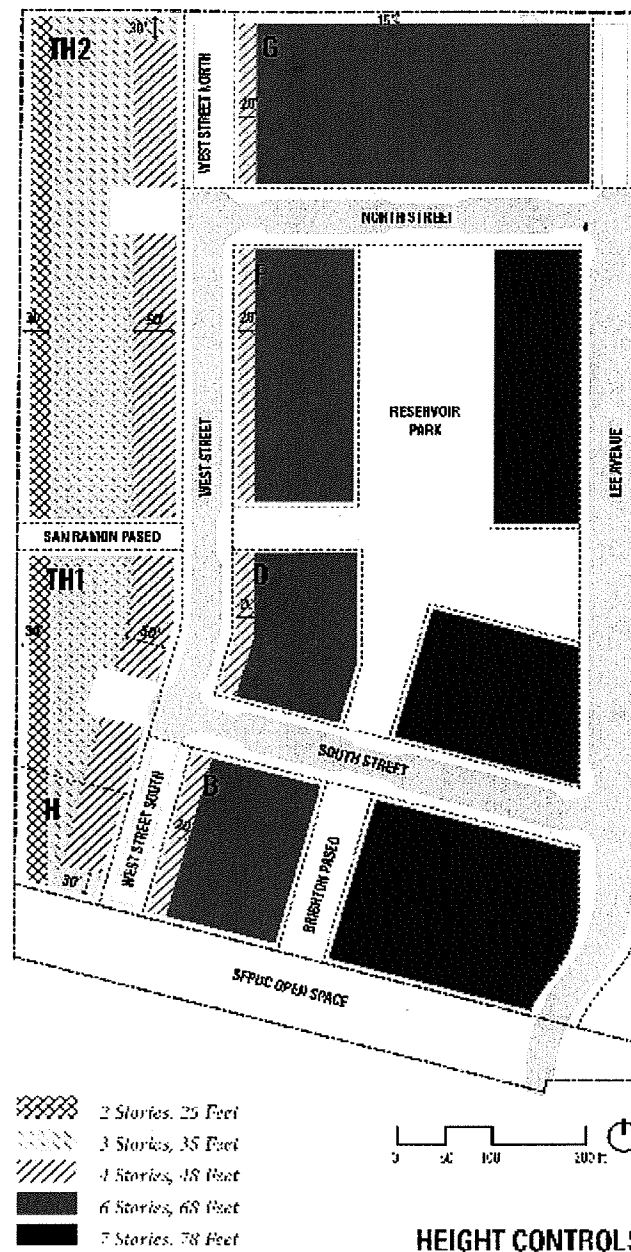 30'
TH2
WEST STREET NORTH
G
20'
NORTH STREET
F
30'
50'
20'
WEST STREET
RESERVOIR
PARK
LEE AVENUE
SAN RAMON PASEO
TH1
D
30'
50'
SOUTH STREET
H
WEST STREET SOUTH
B
BRIGHTON PASEO
30'
SFPUC OPEN SPACE
2 Stories, 25 Feet
3 Stories, 35 Feet
4 Stories, 48 Feet
6 Stories, 68 Feet
7 Stories, 78 Feet
0 50 100 200 ft
HEIGHT CONTROLS